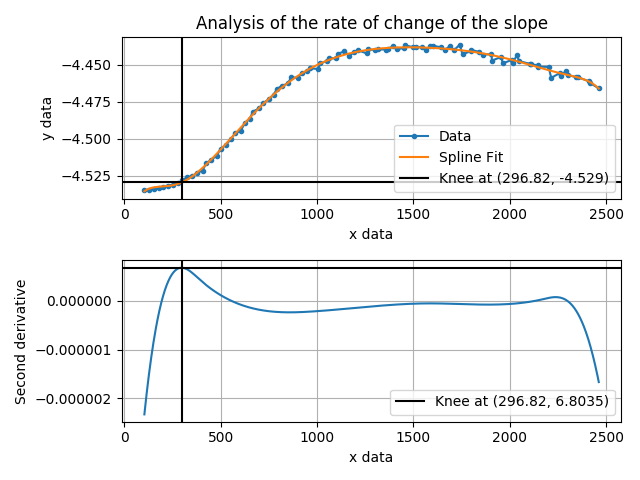 Analysis of the rate of change of the slope
−4.450
−4.475
−4.500
−4.525
y data
Data
Spline Fit
Knee at (296.82, -4.529)
0
500
1000
1500
2000
2500
x data
0.000000
−0.000001
−0.000002
Second derivative
Knee at (296.82, 6.8035)
0
500
1000
1500
2000
2500
x data